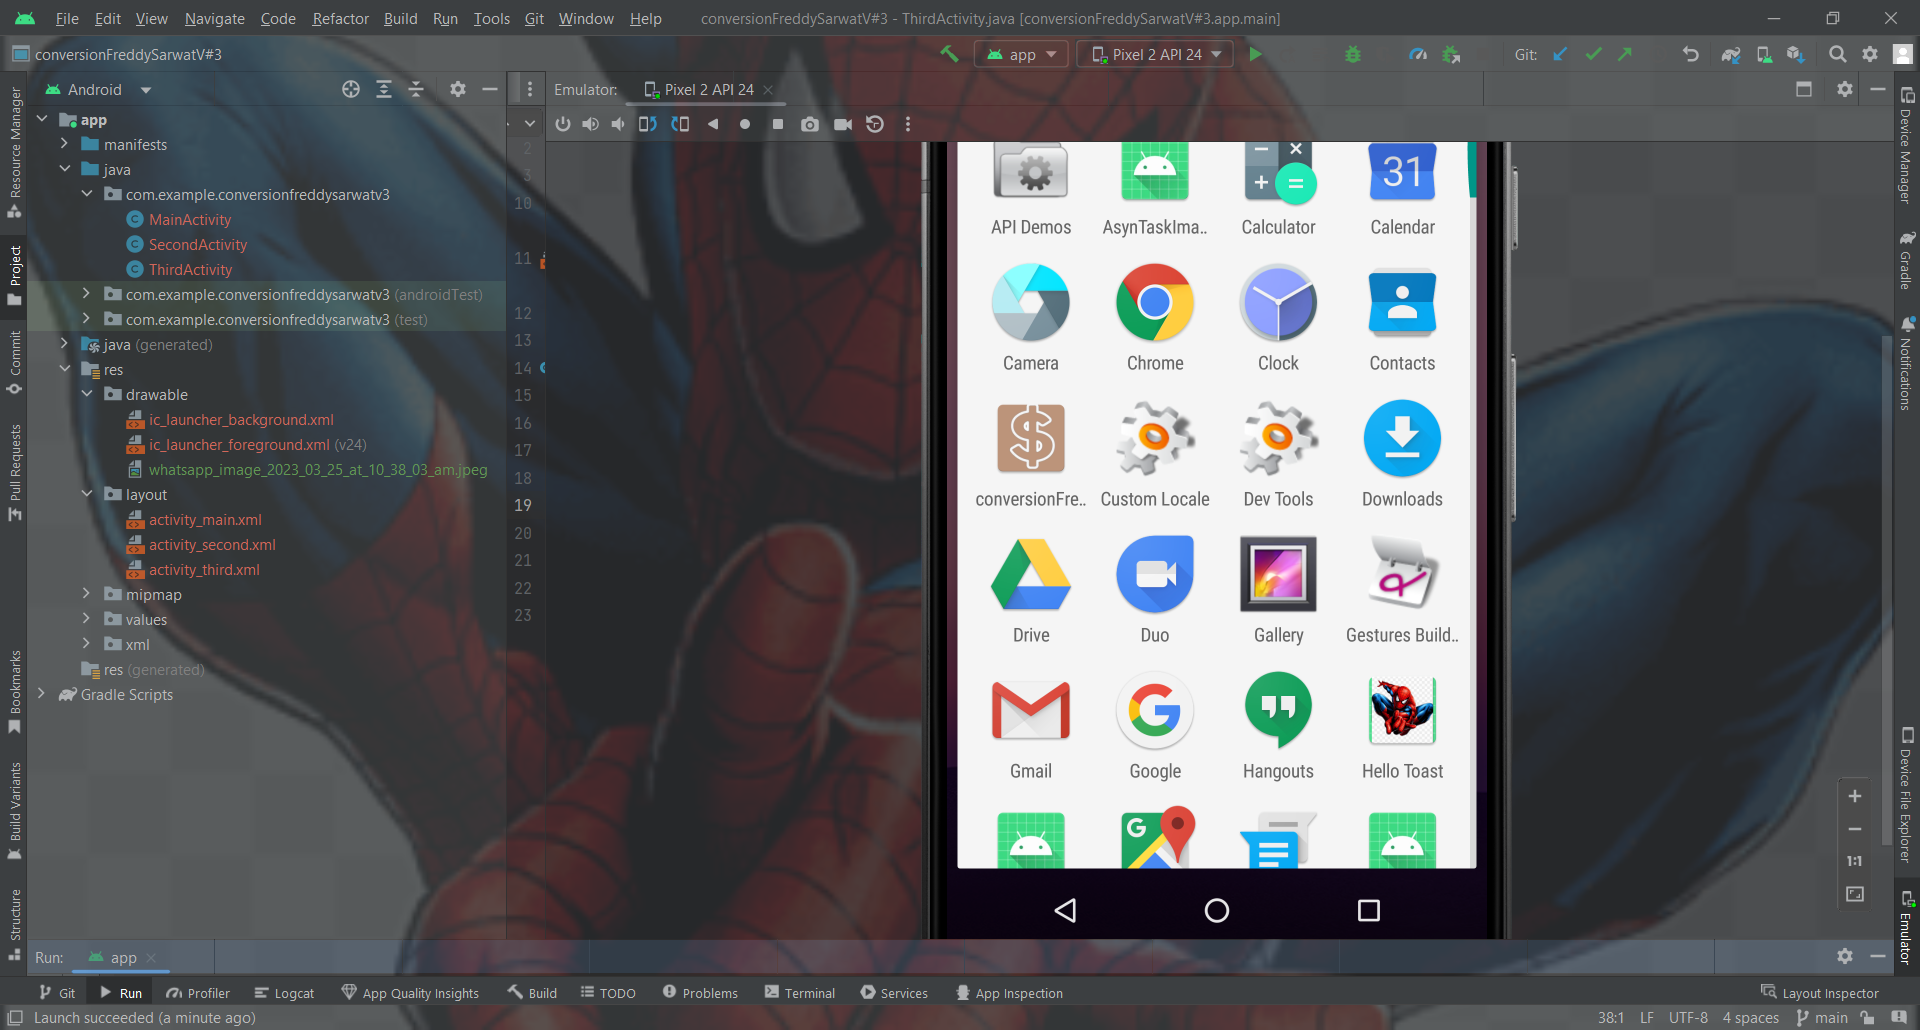 File Edit View Navigate Code Refactor Build Run Tools Git Window Help conversionFreddySarwatV#3 - ThirdActivity.java [conversionFreddySarwatV#3.app.main]
conversionFreddySarwatV#3 app Pixel 2 API 24 Git:
Android Emulator: Pixel 2 API 24
app
manifests
java
com.example.conversionfreddysarwatv3
MainActivity
SecondActivity
ThirdActivity
com.example.conversionfreddysarwatv3 (androidTest)
com.example.conversionfreddysarwatv3 (test)
java (generated)
res
drawable
ic_launcher_background.xml
ic_launcher_foreground.xml (v24)
whatsapp_image_2023_03_25_at_10_38_03_am.jpeg
layout
activity_main.xml
activity_second.xml
activity_third.xml
mipmap
values
xml
res (generated)
Gradle Scripts
Resource Manager
Project
Commit
Pull Requests
Bookmarks
Build Variants
Structure
2
3
10
11
12
13
14
15
16
17
18
19
20
21
22
23
31
API Demos AsynTaskIma.. Calculator Calendar
Camera Chrome Clock Contacts
conversionFre.. Custom Locale Dev Tools Downloads
Drive Duo Gallery Gestures Build..
Gmail Google Hangouts Hello Toast
G
Device Manager
Gradle
Notifications
Device File Explorer
Emulator
1:1
Run: app
Git Run Profiler Logcat App Quality Insights Build TODO Problems Terminal Services App Inspection Layout Inspector
Launch succeeded (a minute ago) 38:1 LF UTF-8 4 spaces main